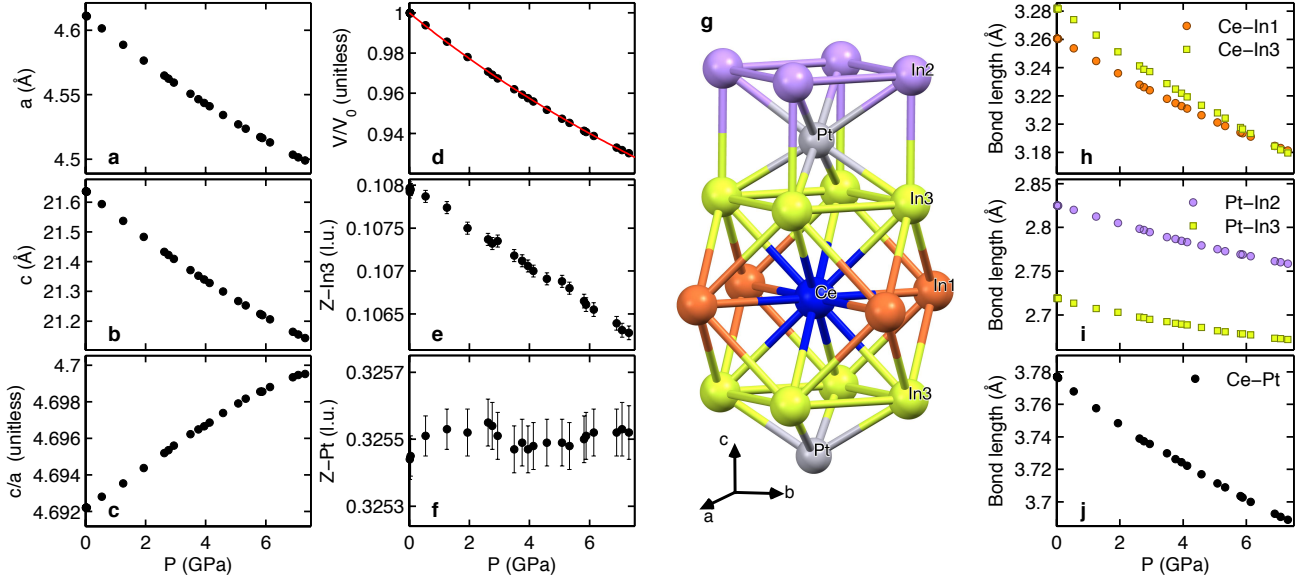 4.6
4.55
4.5
a (Å)
a
21.6
21.5
21.4
21.3
21.2
c (Å)
b
4.7
4.698
4.696
4.694
4.692
c/a (unitless)
c
0 2 4 6
P (GPa)
1
0.98
0.96
0.94
V/V₀ (unitless)
d
0.108
0.1075
0.107
0.1065
Z−In3 (l.u.)
e
0.3257
0.3255
0.3253
Z−Pt (l.u.)
f
0 2 4 6
P (GPa)
g
In2
Pt
In3
Ce
In1
In3
Pt
c
b
a
3.28
3.26
3.24
3.22
3.2
3.18
Bond length (Å)
Ce−In1
Ce−In3
h
2.85
2.8
2.75
2.7
Bond length (Å)
Pt−In2
Pt−In3
i
3.78
3.76
3.74
3.72
3.7
Bond length (Å)
Ce−Pt
j
0 2 4 6
P (GPa)